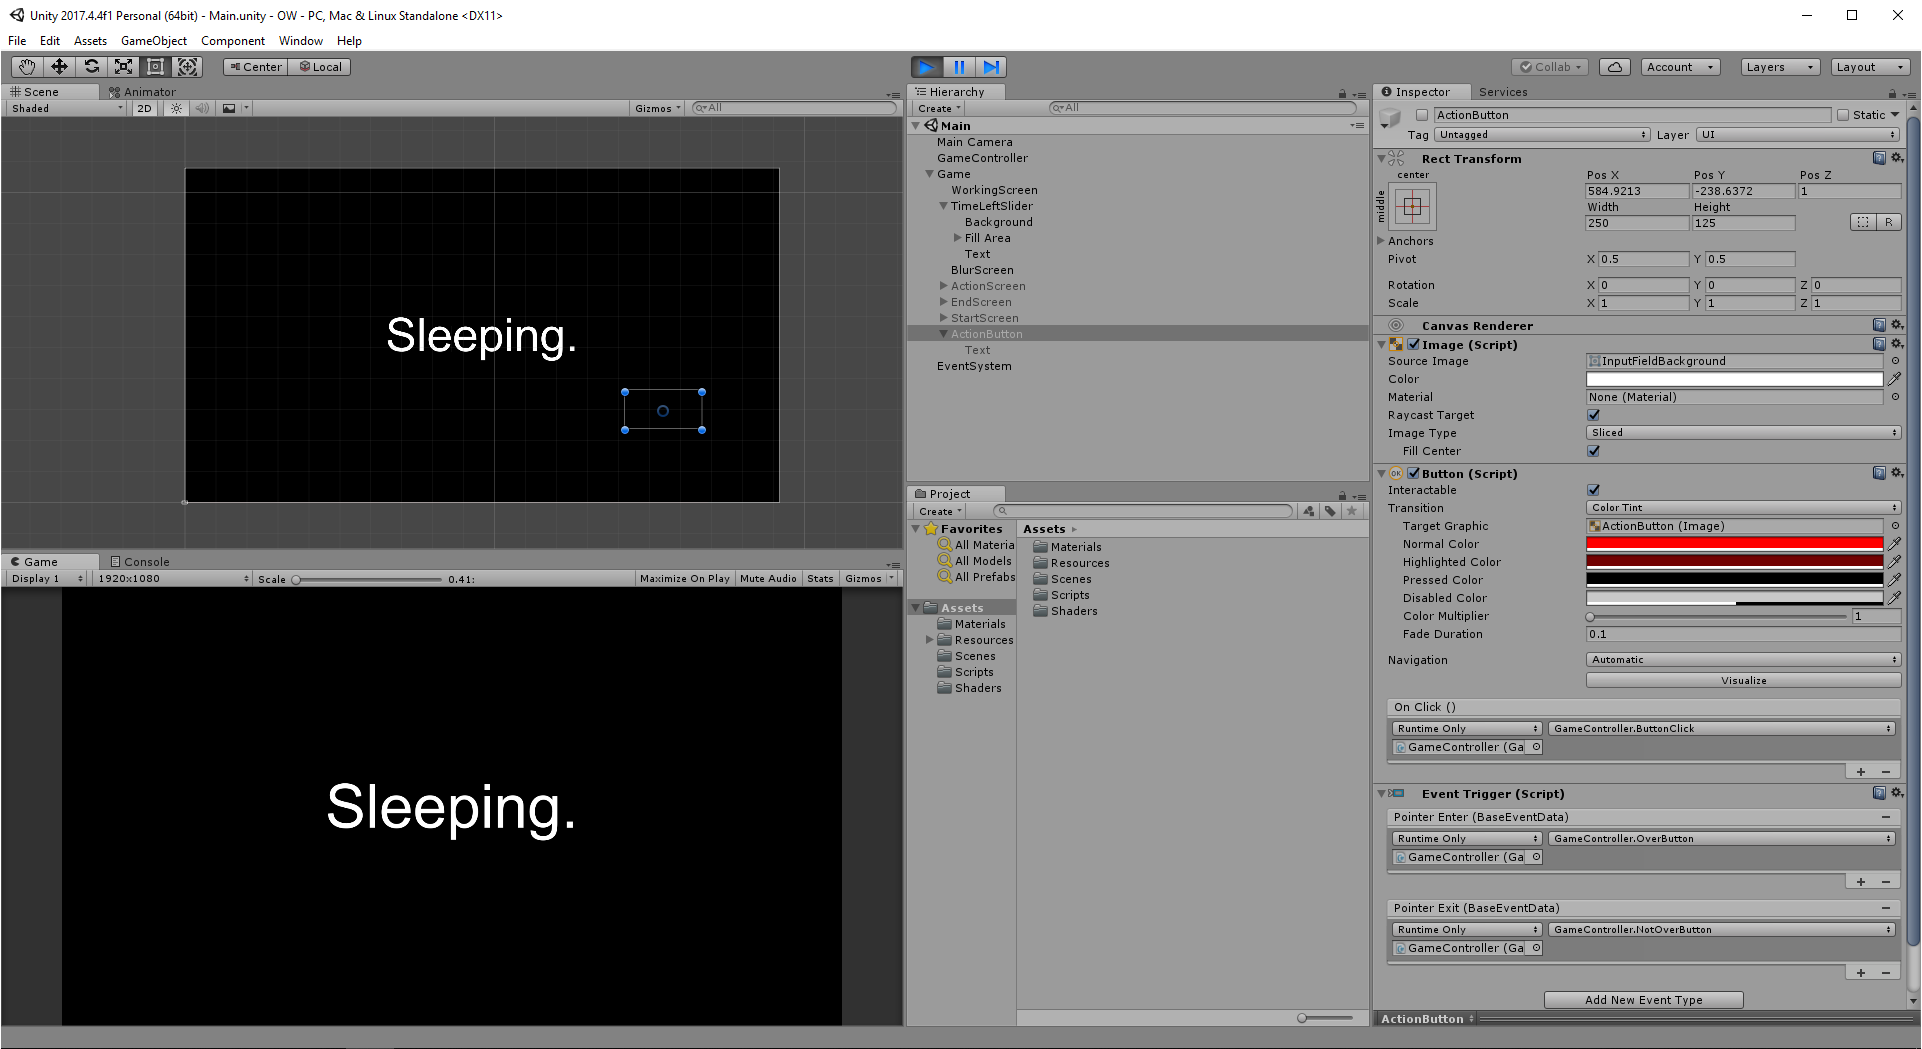 Unity 2017.4.4f1 Personal (64bit) - Main.unity - OW - PC, Mac & Linux Standalone <DX11>
File Edit Assets GameObject Component Window Help
Center Local
Collab Account Layers Layout
Scene Animator
Shaded 2D Gizmos All
Sleeping.
Game Console
Display 1 1920x1080 Scale 0.41: Maximize On Play Mute Audio Stats Gizmos
Sleeping.
Hierarchy
Create All
Main
Main Camera
GameController
Game
WorkingScreen
TimeLeftSlider
Background
Fill Area
Text
BlurScreen
ActionScreen
EndScreen
StartScreen
ActionButton
Text
EventSystem
Project
Create
Favorites
All Materia
All Models
All Prefabs
Assets
Materials
Resources
Scenes
Scripts
Shaders
Assets
Materials
Resources
Scenes
Scripts
Shaders
Inspector Services
ActionButton Static
Tag Untagged Layer UI
Rect Transform
center
middle
Pos X Pos Y Pos Z
584.9213 -238.6372 1
Width Height
250 125
R
Anchors
Pivot X 0.5 Y 0.5
Rotation X 0 Y 0 Z 0
Scale X 1 Y 1 Z 1
Canvas Renderer
Image (Script)
Source Image InputFieldBackground
Color
Material None (Material)
Raycast Target
Image Type Sliced
Fill Center
OK Button (Script)
Interactable
Transition Color Tint
Target Graphic ActionButton (Image)
Normal Color
Highlighted Color
Pressed Color
Disabled Color
Color Multiplier 1
Fade Duration 0.1
Navigation Automatic
Visualize
On Click ()
Runtime Only GameController.ButtonClick
GameController (Ga
Event Trigger (Script)
Pointer Enter (BaseEventData)
Runtime Only GameController.OverButton
GameController (Ga
Pointer Exit (BaseEventData)
Runtime Only GameController.NotOverButton
GameController (Ga
Add New Event Type
ActionButton